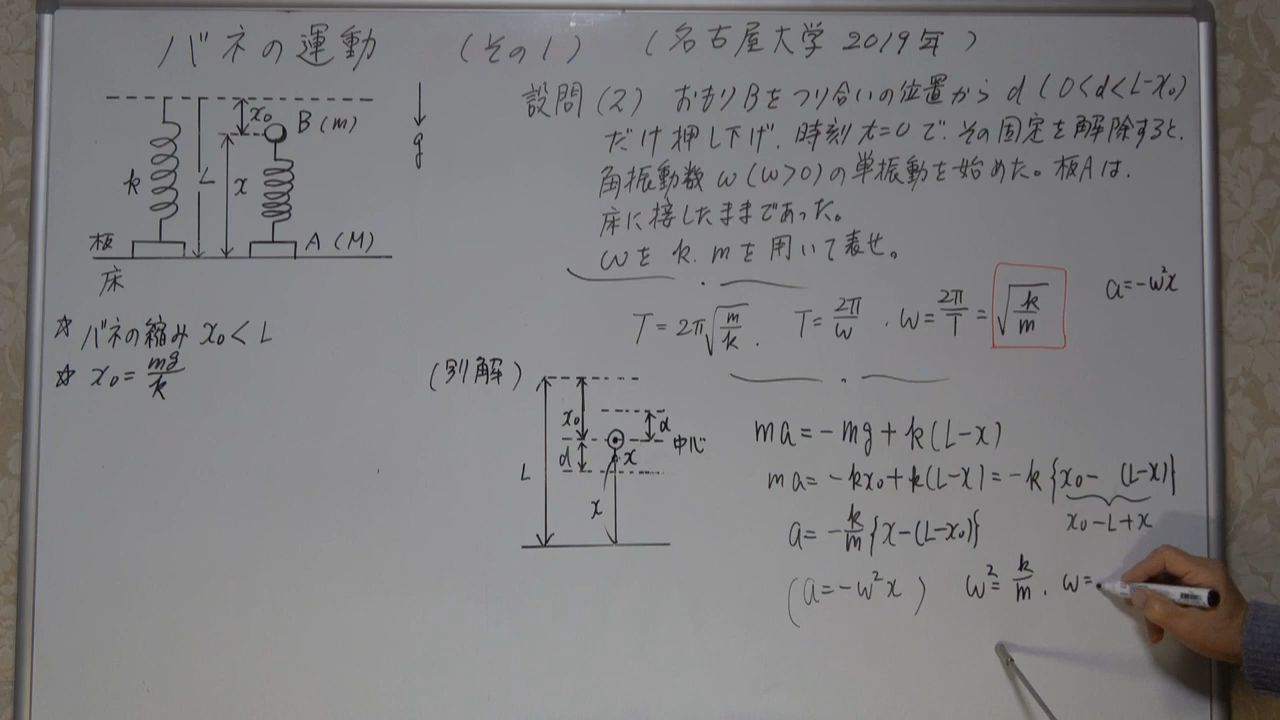 バネの運動 (その1) (名古屋大学 2019年)
設問(2) おもりBをつり合いの位置から d(0<d<L-x₀)
だけ押し下げ、時刻t=0で、その固定を解除すると、
角振動数ω(ω>0)の単振動を始めた。板Aは、
床に接したままであった。
ωを k, m を用いて表せ。
x₀
B(m)
g
k
L
x
板
A(M)
床
☆ バネの縮み x₀<L
☆ x₀=mg/k
T=2π√(m/k). T=2π/ω, ω=2π/T=√(k/m)
a=-ω²x
(別解)
x₀
d
中心
d
x
L
x
ma=-mg+k(L-x)
ma=-kx₀+k(L-x)=-k{x₀-(L-x)}
x₀-L+x
a=-k/m{x-(L-x₀)}
(a=-ω²x) ω²=k/m. ω=